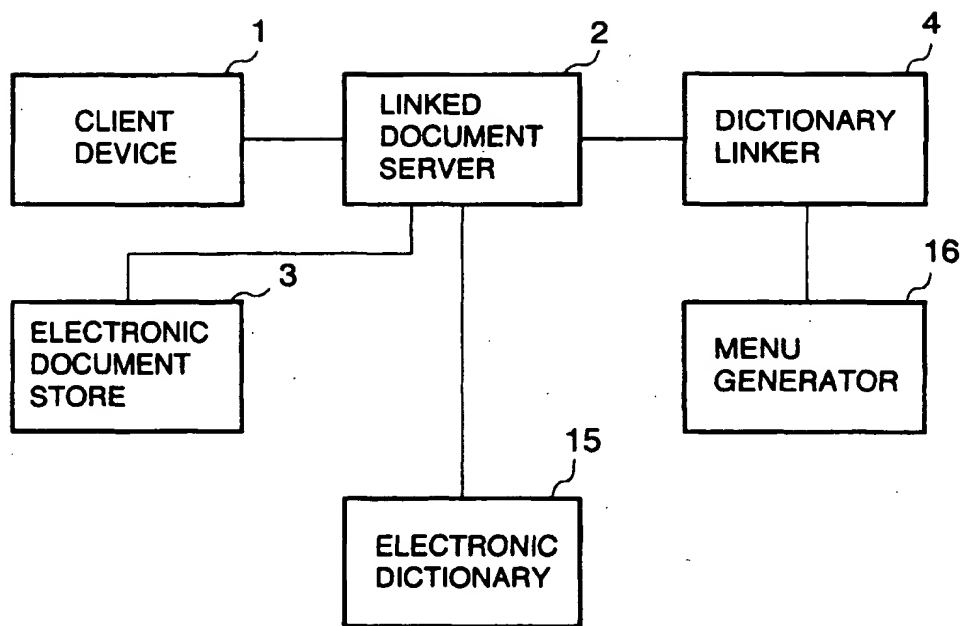 1
CLIENT
DEVICE
2
LINKED
DOCUMENT
SERVER
4
DICTIONARY
LINKER
3
ELECTRONIC
DOCUMENT
STORE
16
MENU
GENERATOR
15
ELECTRONIC
DICTIONARY